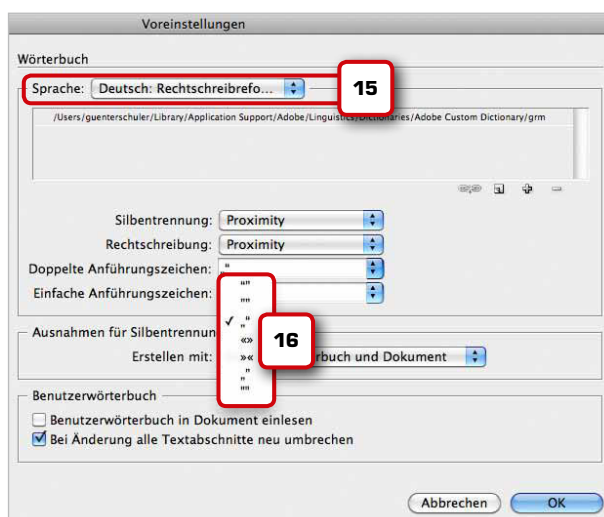 Voreinstellungen
Wörterbuch
Sprache: Deutsch: Rechtschreibrefo... 15
/Users/guenterschuler/Library/Application Support/Adobe/Linguistics/Dictionaries/Adobe Custom Dictionary/grm
Silbentrennung: Proximity
Rechtschreibung: Proximity
Doppelte Anführungszeichen: „“
Einfache Anführungszeichen:
“”
""
✓ „“
«»
»«
„”
""
16
Ausnahmen für Silbentrennun
Erstellen mit: rbuch und Dokument
Benutzerwörterbuch
Benutzerwörterbuch in Dokument einlesen
Bei Änderung alle Textabschnitte neu umbrechen
Abbrechen OK